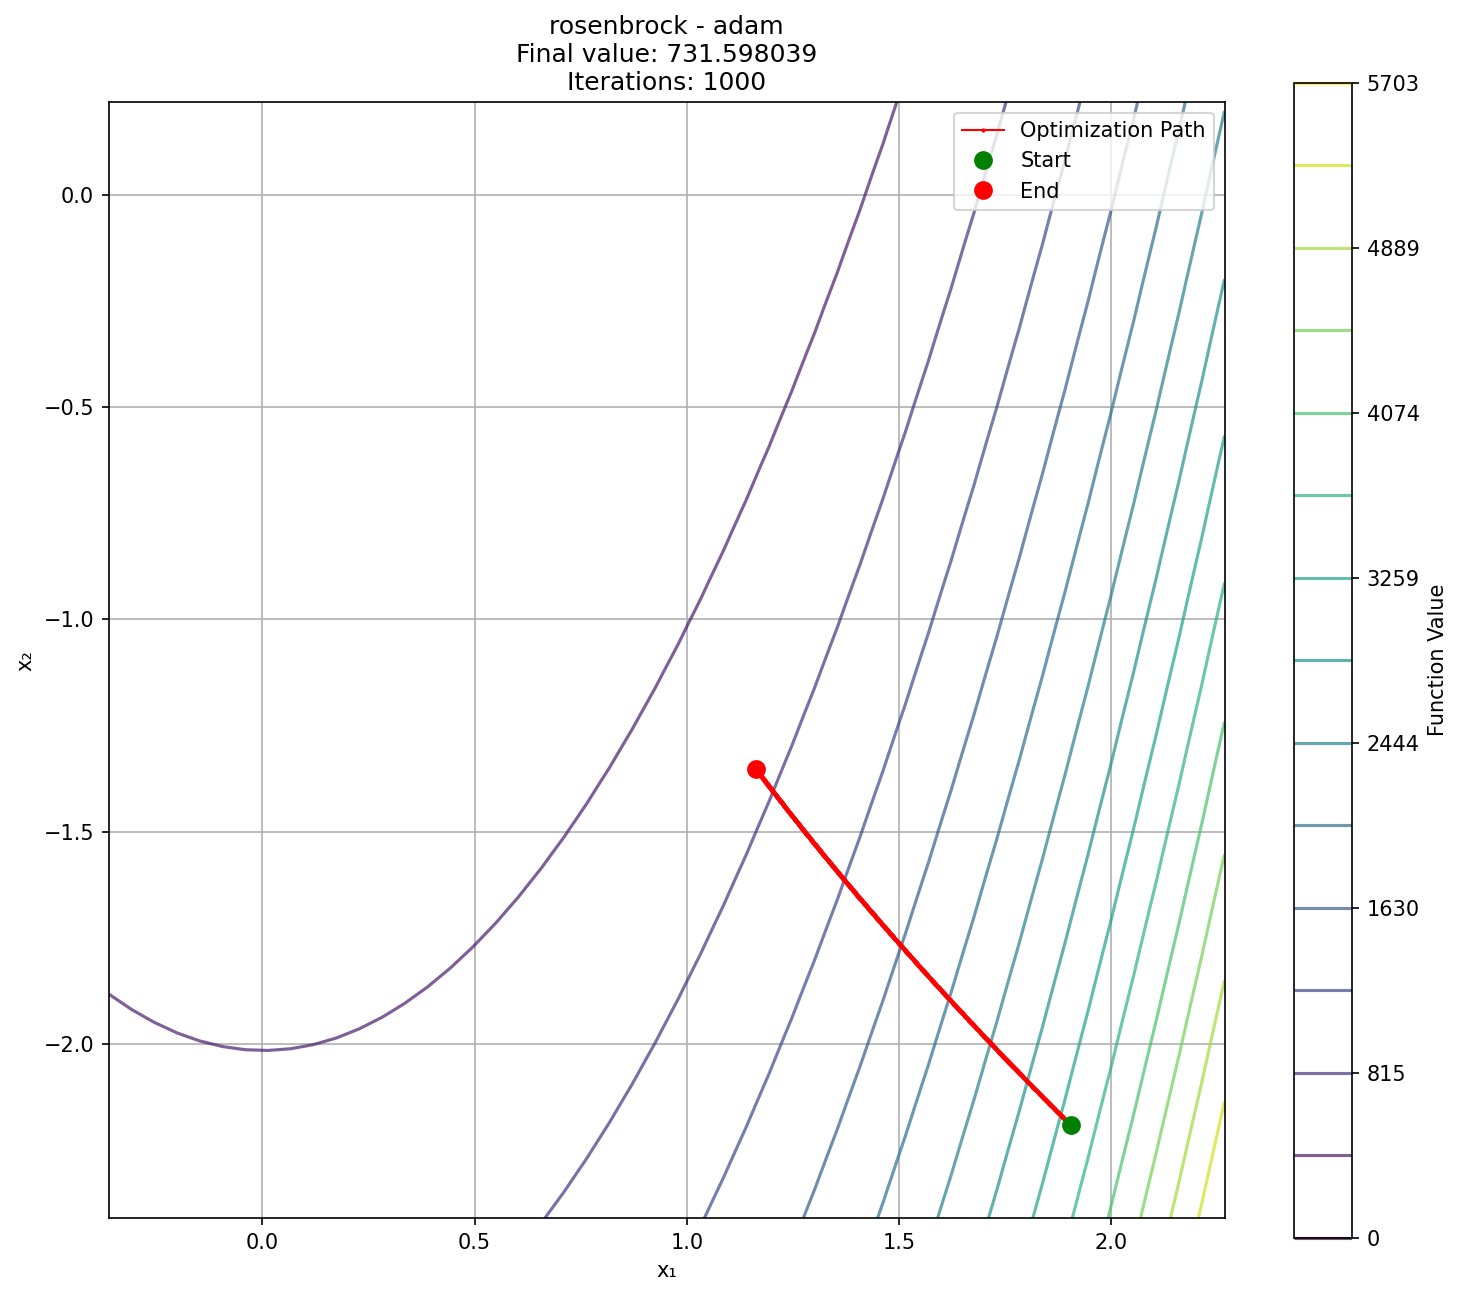 rosenbrock - adam
Final value: 731.598039
Iterations: 1000
Optimization Path
Start
End
0.0
−0.5
−1.0
−1.5
−2.0
x₂
0.0 0.5 1.0 1.5 2.0
x₁
5703
4889
4074
3259
2444
1630
815
0
Function Value